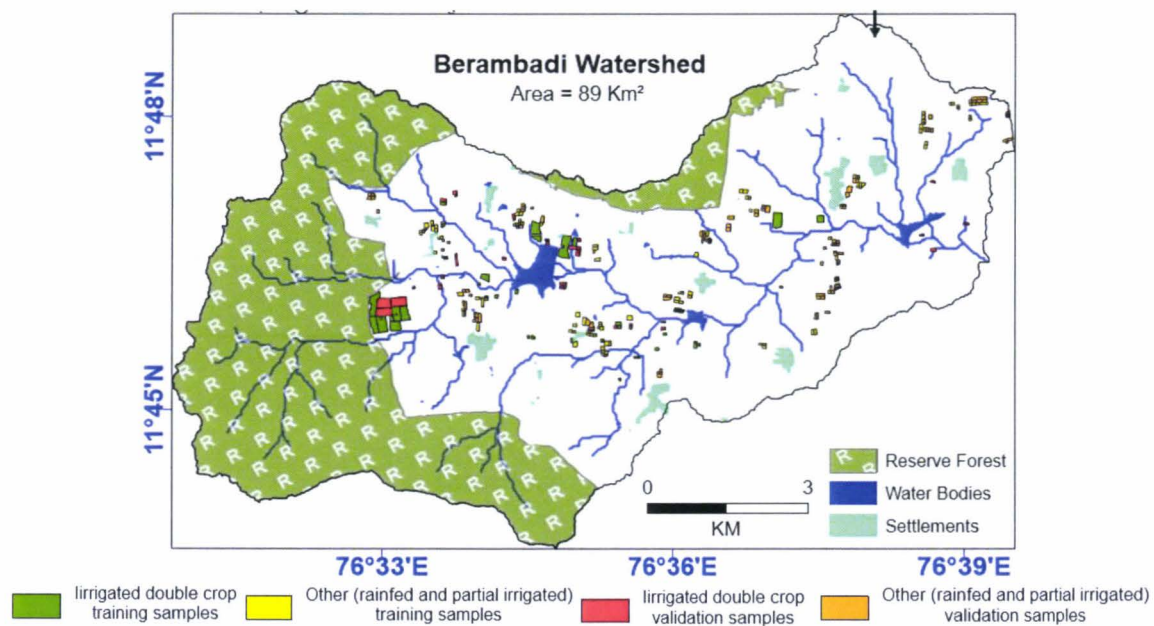 Berambadi Watershed
Area = 89 Km²
11°48'N
11°45'N
Reserve Forest
Water Bodies
Settlements
0 3
KM
76°33'E 76°36'E 76°39'E
Iirrigated double crop
training samples
Other (rainfed and partial irrigated)
training samples
Iirrigated double crop
validation samples
Other (rainfed and partial irrigated)
validation samples